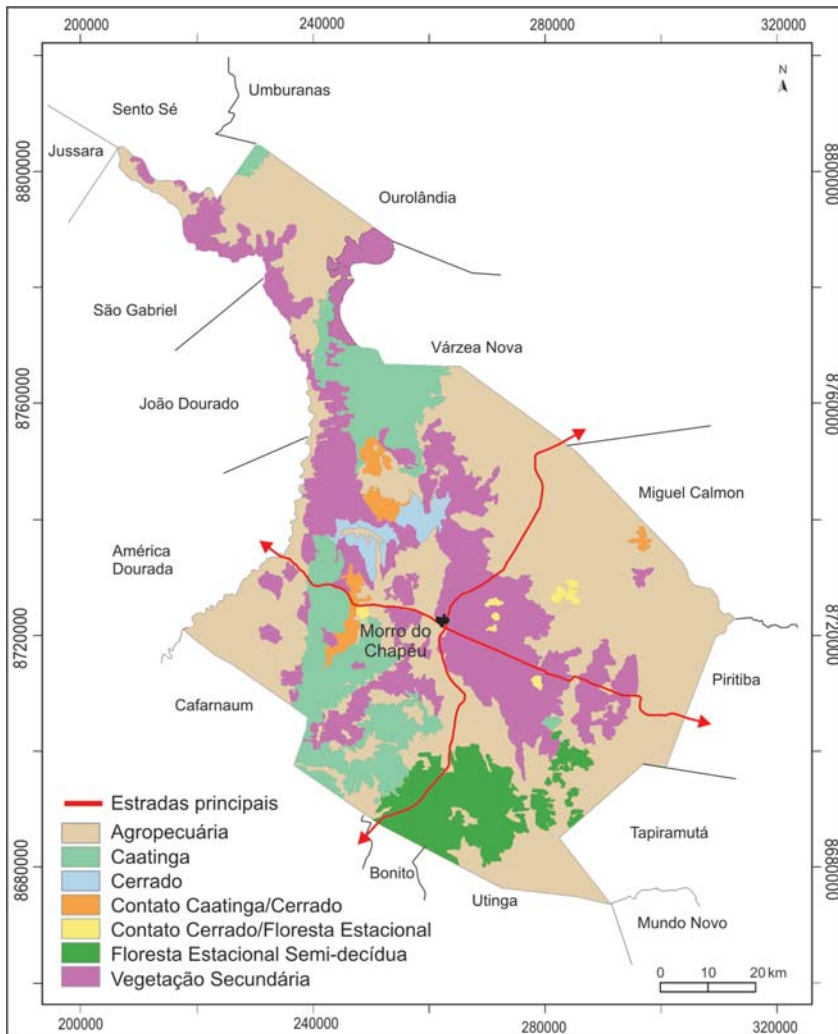 200000 240000 280000 320000
N
Umburanas
Sento Sé
Jussara
8800000 8800000
Ourolândia
São Gabriel
Várzea Nova
João Dourado
8760000 8760000
Miguel Calmon
América
Dourada
8720000 8720000
Morro do
Chapéu
Piritiba
Cafarnaum
Estradas principais
Agropecuária
Caatinga
Cerrado
Contato Caatinga/Cerrado
Contato Cerrado/Floresta Estacional
Floresta Estacional Semi-decídua
Vegetação Secundária
Tapiramutá
8680000 8680000
Bonito
Utinga
Mundo Novo
0 10 20 km
200000 240000 280000 320000